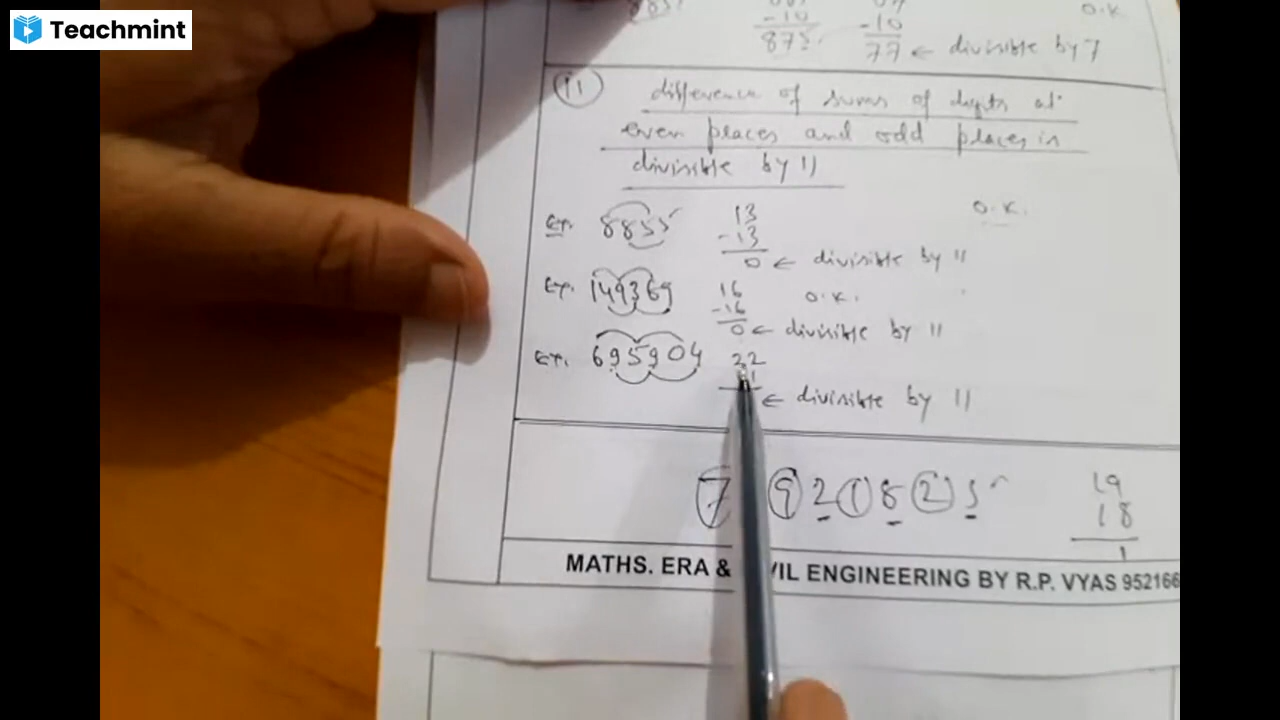 Teachmint
-10 -10 O.K
875 77 ← divisible by 7
11 difference of sums of digits at
even places and odd places is
divisible by 11
Ex. 8855 13 O.K.
-13
0 ← divisible by 11
Ex. 149369 16 O.K.
-16
0 ← divisible by 11
Ex. 695904 22
← divisible by 11
7 9 2 1 8 2 5 19
18
1
MATHS. ERA & CIVIL ENGINEERING BY R.P. VYAS 952166